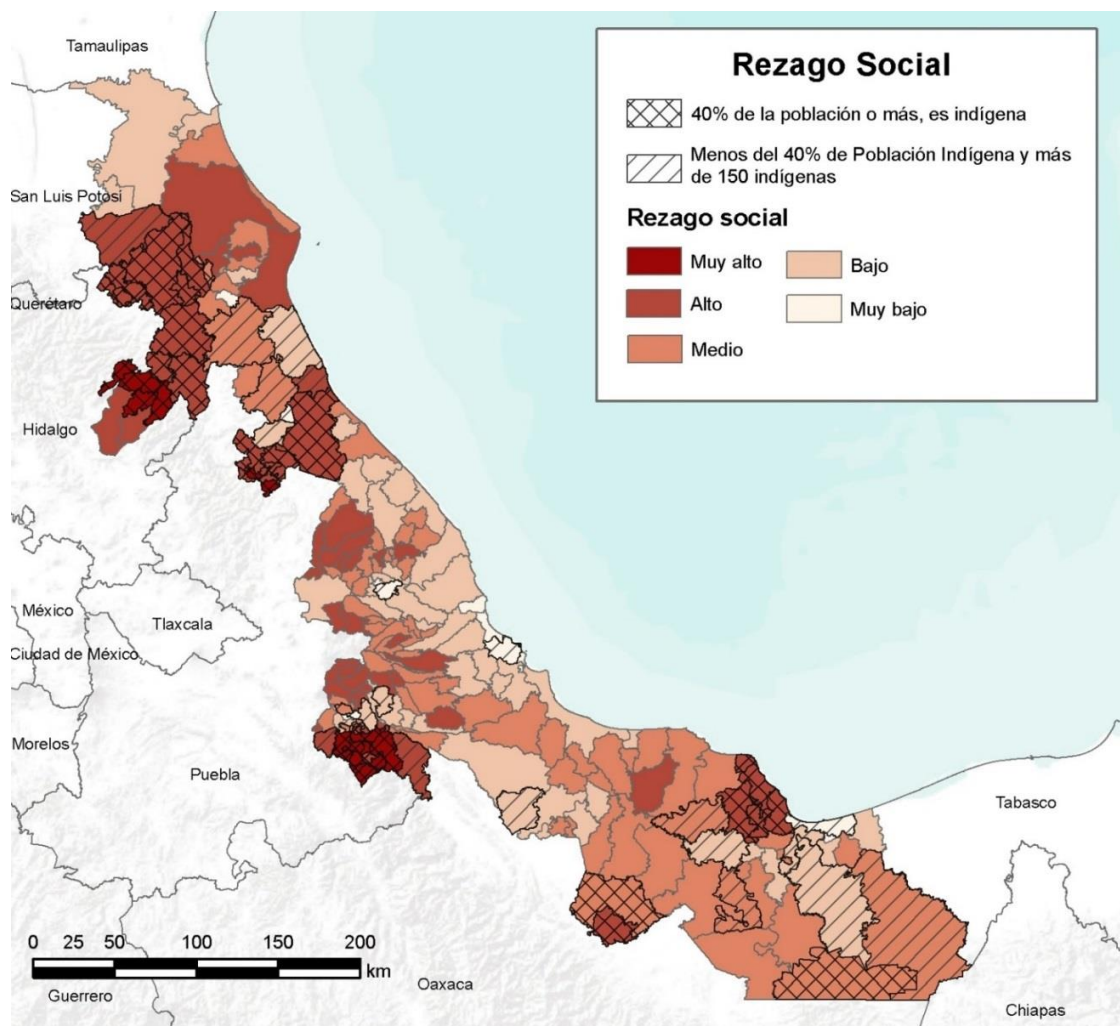 Tamaulipas
Rezago Social
40% de la población o más, es indígena
Menos del 40% de Población Indígena y más
de 150 indígenas
San Luis Potosí
Rezago social
Muy alto
Bajo
Alto
Muy bajo
Medio
Querétaro
Hidalgo
México
Tlaxcala
Ciudad de México
Morelos
Puebla
Tabasco
0 25 50 100 150 200
km
Oaxaca
Guerrero
Chiapas